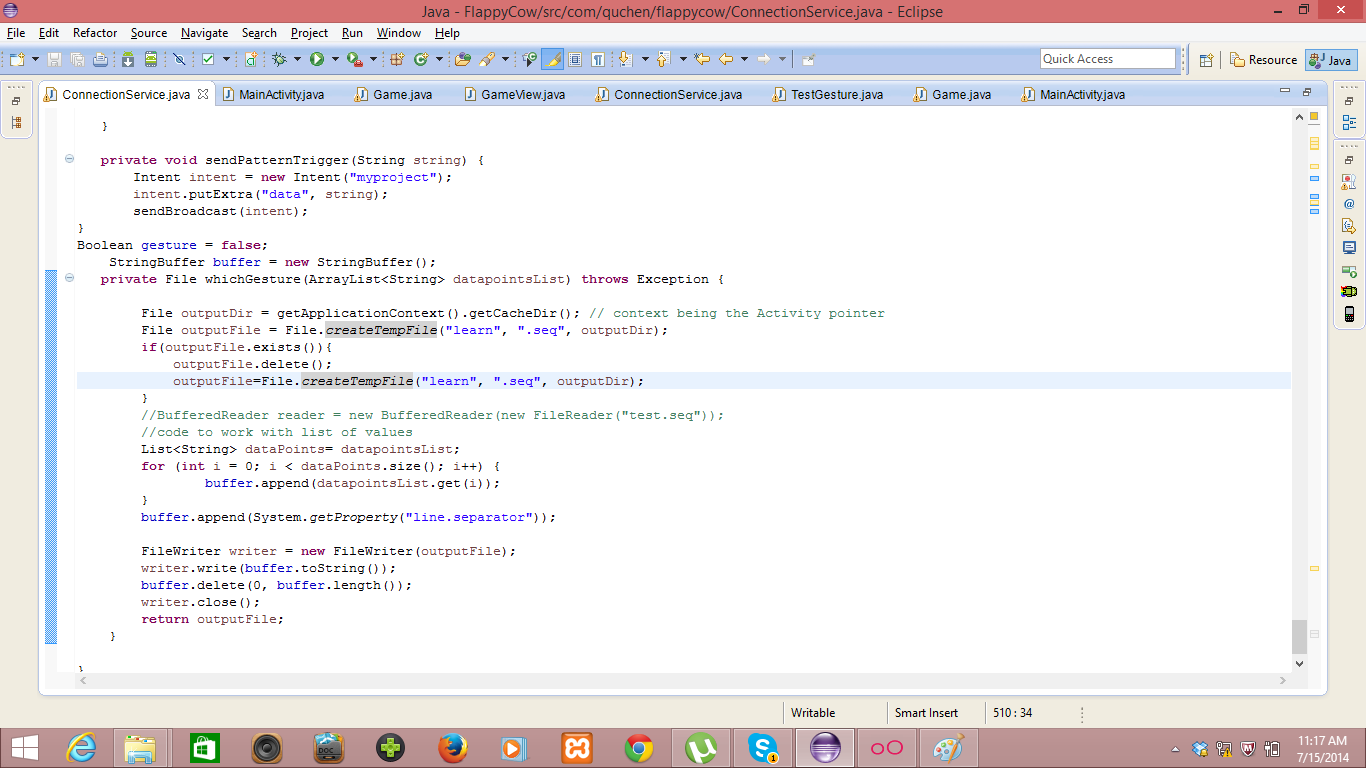 Java - FlappyCow/src/com/quchen/flappycow/ConnectionService.java - Eclipse
File Edit Refactor Source Navigate Search Project Run Window Help
Quick Access
Resource
Java
ConnectionService.java MainActivity.java Game.java GameView.java ConnectionService.java TestGesture.java Game.java MainActivity.java
}
private void sendPatternTrigger(String string) {
Intent intent = new Intent("myproject");
intent.putExtra("data", string);
sendBroadcast(intent);
}
Boolean gesture = false;
StringBuffer buffer = new StringBuffer();
private File whichGesture(ArrayList<String> datapointsList) throws Exception {
File outputDir = getApplicationContext().getCacheDir(); // context being the Activity pointer
File outputFile = File.createTempFile("learn", ".seq", outputDir);
if(outputFile.exists()){
outputFile.delete();
outputFile=File.createTempFile("learn", ".seq", outputDir);
}
//BufferedReader reader = new BufferedReader(new FileReader("test.seq"));
//code to work with list of values
List<String> dataPoints= datapointsList;
for (int i = 0; i < dataPoints.size(); i++) {
buffer.append(datapointsList.get(i));
}
buffer.append(System.getProperty("line.separator"));
FileWriter writer = new FileWriter(outputFile);
writer.write(buffer.toString());
buffer.delete(0, buffer.length());
writer.close();
return outputFile;
}
}
Writable Smart Insert 510 : 34
11:17 AM
7/15/2014